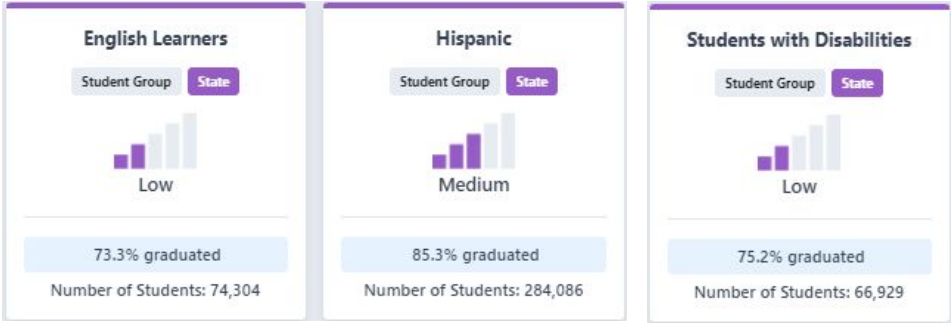 English Learners
Student Group State
Low
73.3% graduated
Number of Students: 74,304
Hispanic
Student Group State
Medium
85.3% graduated
Number of Students: 284,086
Students with Disabilities
Student Group State
Low
75.2% graduated
Number of Students: 66,929